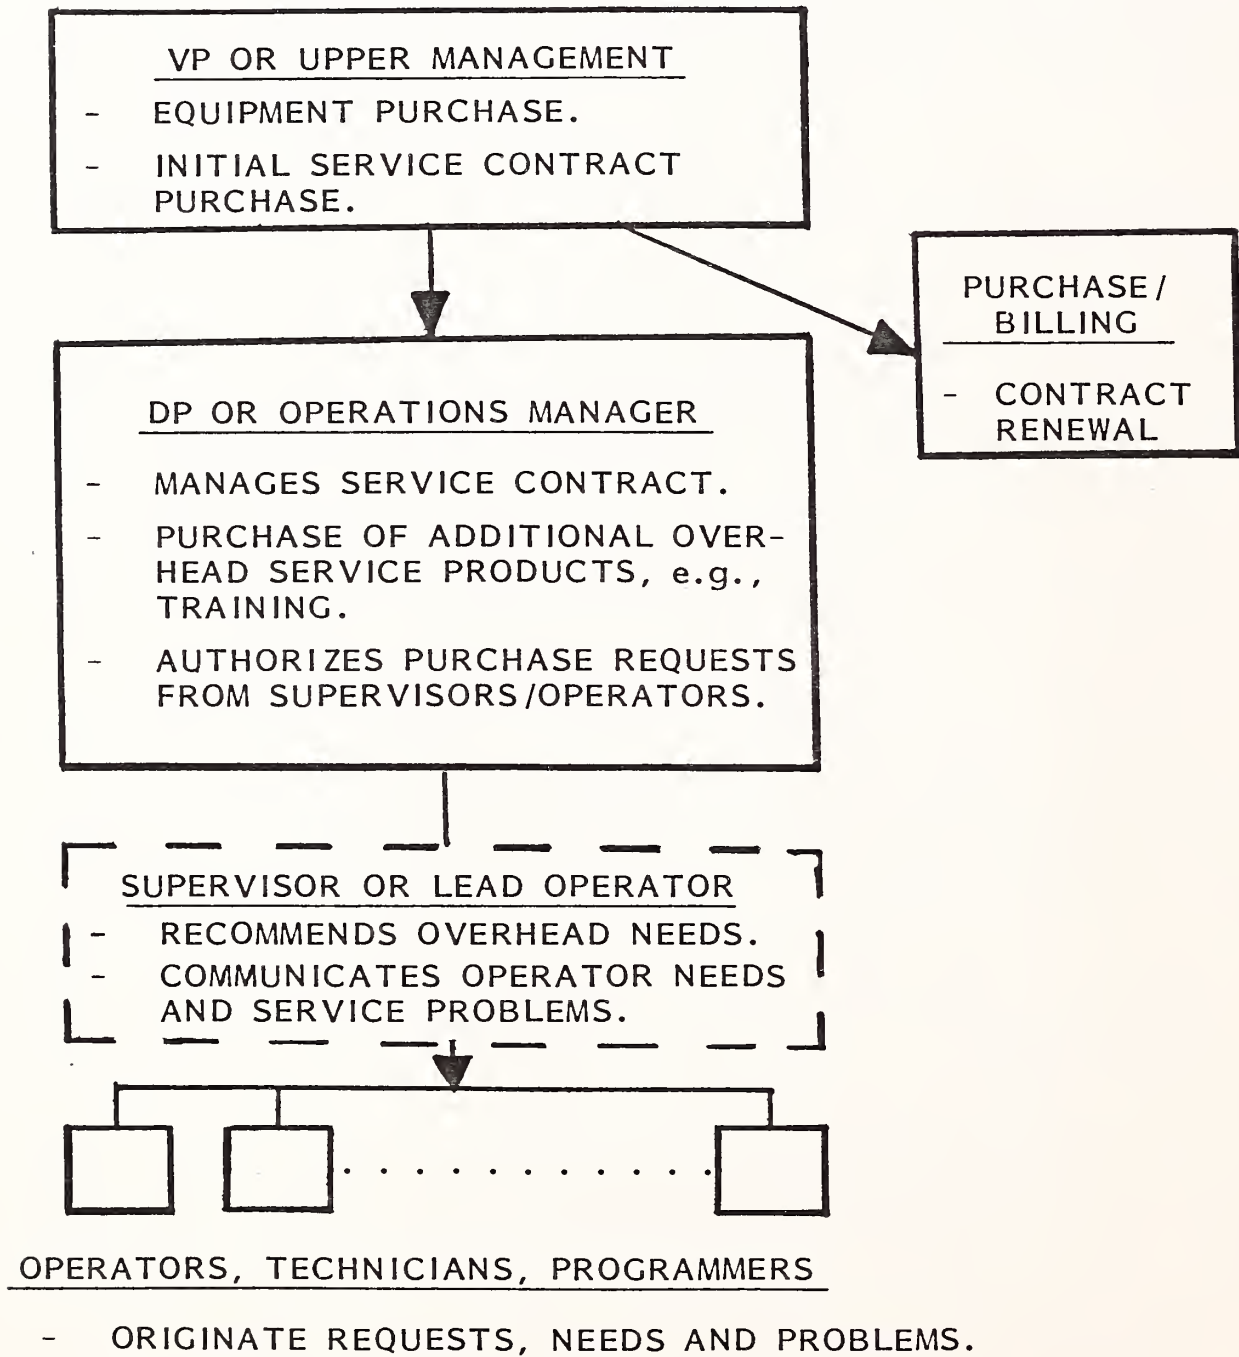 VP OR UPPER MANAGEMENT
- EQUIPMENT PURCHASE.
- INITIAL SERVICE CONTRACT
PURCHASE.
PURCHASE/
BILLING
- CONTRACT
RENEWAL
DP OR OPERATIONS MANAGER
- MANAGES SERVICE CONTRACT.
- PURCHASE OF ADDITIONAL OVER-
HEAD SERVICE PRODUCTS, e.g.,
TRAINING.
- AUTHORIZES PURCHASE REQUESTS
FROM SUPERVISORS/OPERATORS.
SUPERVISOR OR LEAD OPERATOR
- RECOMMENDS OVERHEAD NEEDS.
- COMMUNICATES OPERATOR NEEDS
AND SERVICE PROBLEMS.
OPERATORS, TECHNICIANS, PROGRAMMERS
- ORIGINATE REQUESTS, NEEDS AND PROBLEMS.